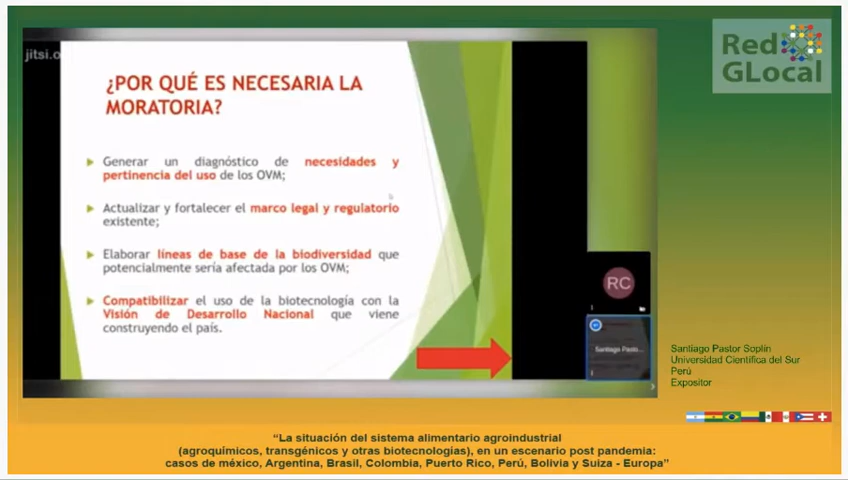 jitsi.o
Red
GLocal
¿POR QUÉ ES NECESARIA LA
MORATORIA?
Generar un diagnóstico de necesidades y
pertinencia del uso de los OVM;
Actualizar y fortalecer el marco legal y regulatorio
existente;
Elaborar líneas de base de la biodiversidad que
potencialmente sería afectada por los OVM;
Compatibilizar el uso de la biotecnología con la
Visión de Desarrollo Nacional que viene
construyendo el país.
RC
Santiago Pasto...
Santiago Pastor Soplín
Universidad Científica del Sur
Perú
Expositor
“La situación del sistema alimentario agroindustrial
(agroquímicos, transgénicos y otras biotecnologías), en un escenario post pandemia:
casos de méxico, Argentina, Brasil, Colombia, Puerto Rico, Perú, Bolivia y Suiza - Europa”